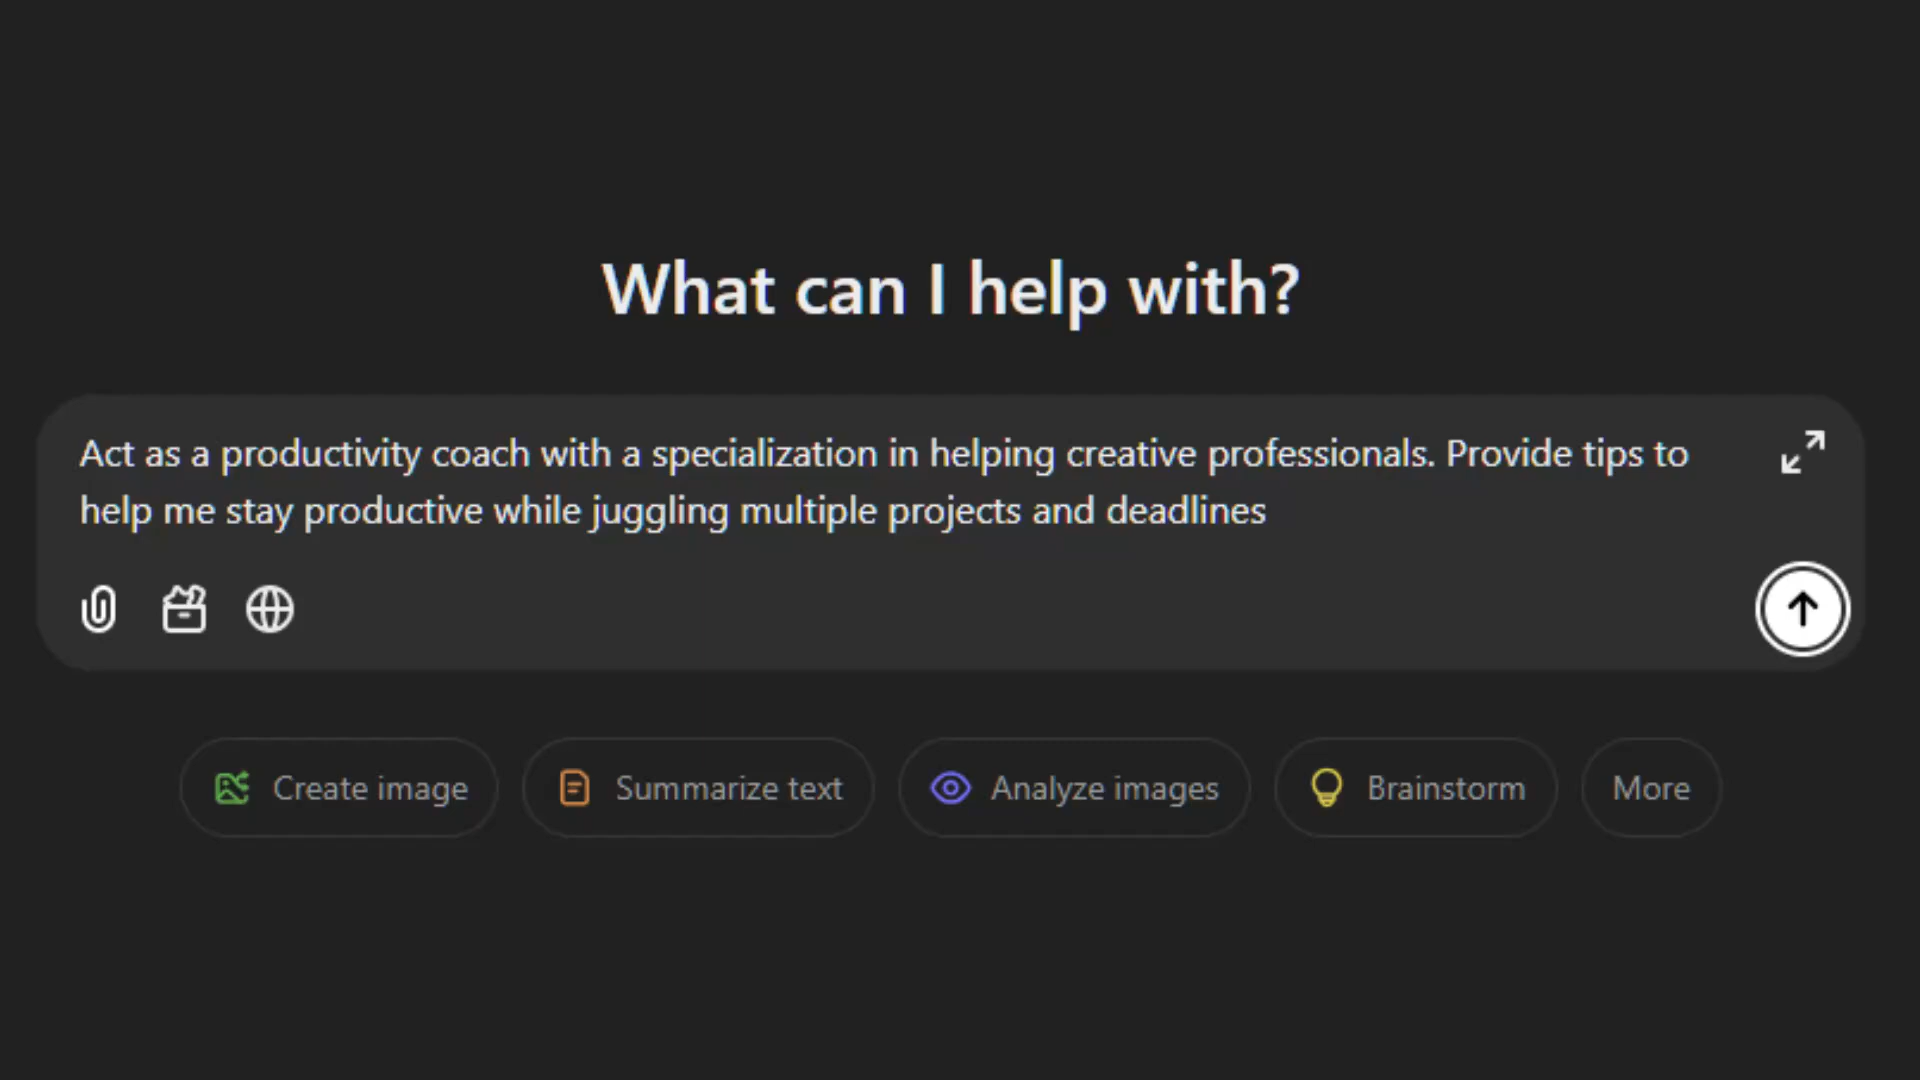 What can I help with?
Act as a productivity coach with a specialization in helping creative professionals. Provide tips to
help me stay productive while juggling multiple projects and deadlines
Create image
Summarize text
Analyze images
Brainstorm
More